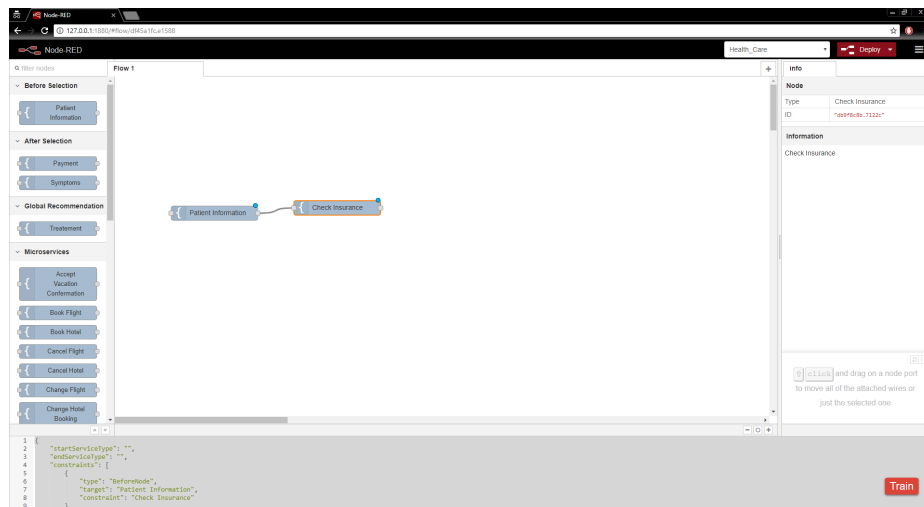 Node-RED
127.0.0.1:1880/#flow/df45a1fc.e1588
Node-RED
Health_Care
Deploy
filter nodes
Flow 1
info
Before Selection
Patient
Information
After Selection
Payment
Symptoms
Global Recommendation
Treatement
Microservices
Accept
Vacation
Confermation
Book Flight
Book Hotel
Cancel Flight
Cancel Hotel
Change Flight
Change Hotel
Booking
Patient Information
Check Insurance
Node
Type Check Insurance
ID "db9f0c8b.7122c"
Information
Check Insurance
click and drag on a node port
to move all of the attached wires or
just the selected one
1 {
2 "startServiceType": "",
3 "endServiceType": "",
4 "constraints": [
5 {
6 "type": "BeforeNode",
7 "target": "Patient Information",
8 "constraint": "Check Insurance"
9 }
Train